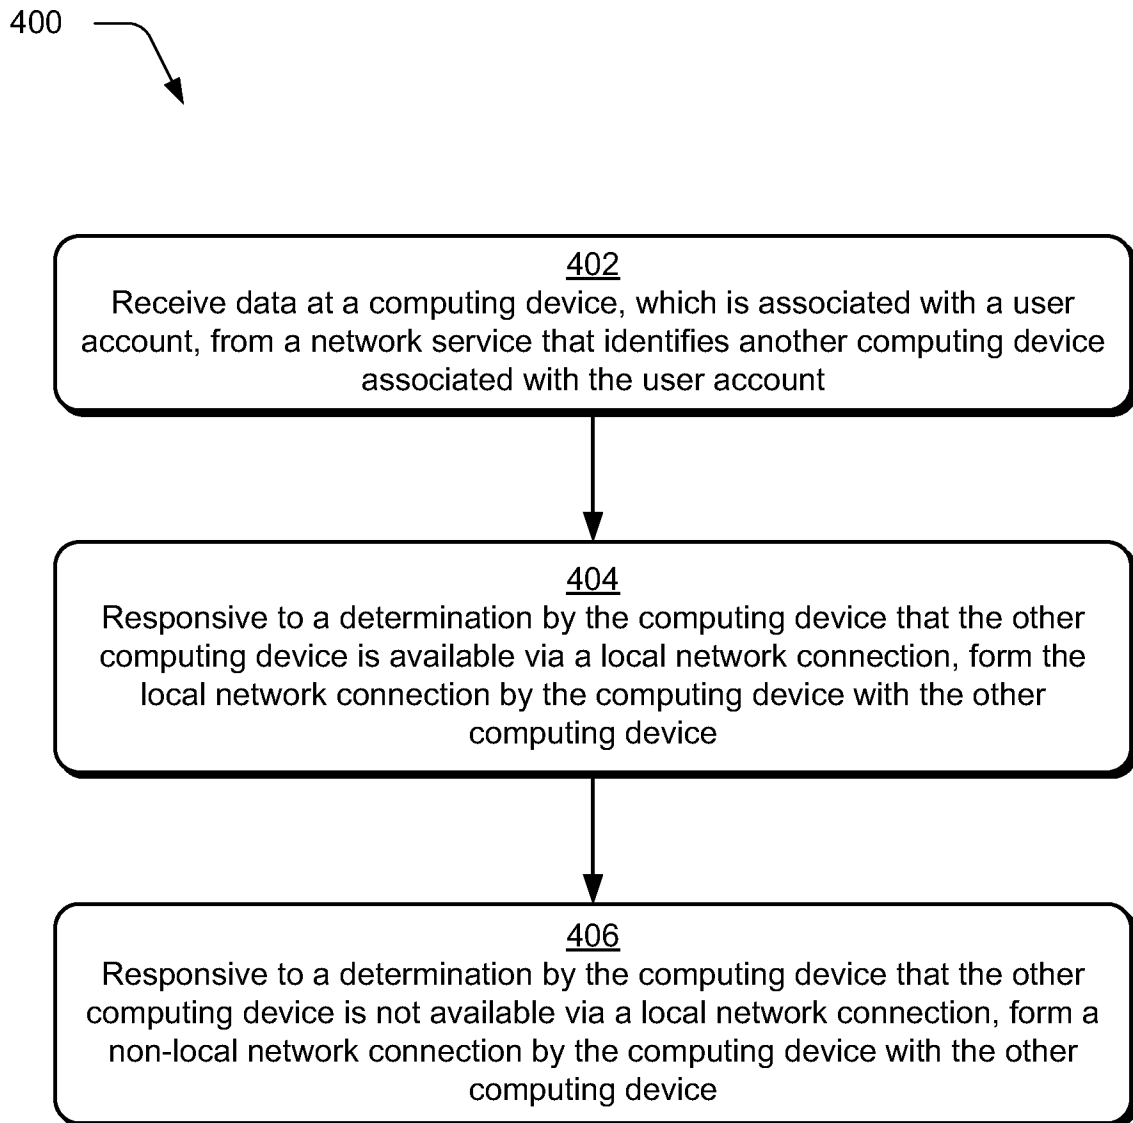 400
402
Receive data at a computing device, which is associated with a user
account, from a network service that identifies another computing device
associated with the user account
404
Responsive to a determination by the computing device that the other
computing device is available via a local network connection, form the
local network connection by the computing device with the other
computing device
406
Responsive to a determination by the computing device that the other
computing device is not available via a local network connection, form a
non-local network connection by the computing device with the other
computing device